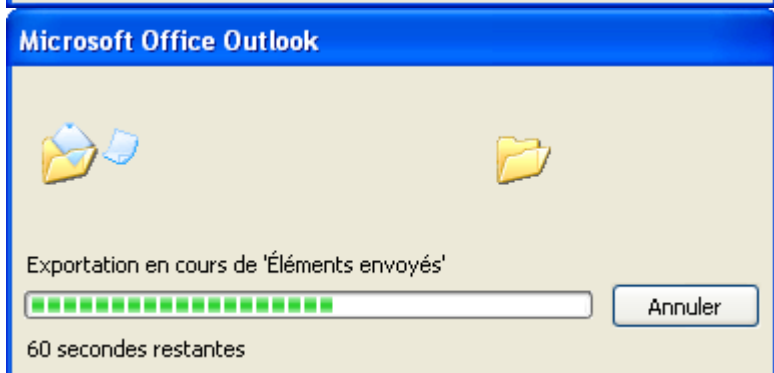 Microsoft Office Outlook
Exportation en cours de 'Éléments envoyés'
Annuler
60 secondes restantes